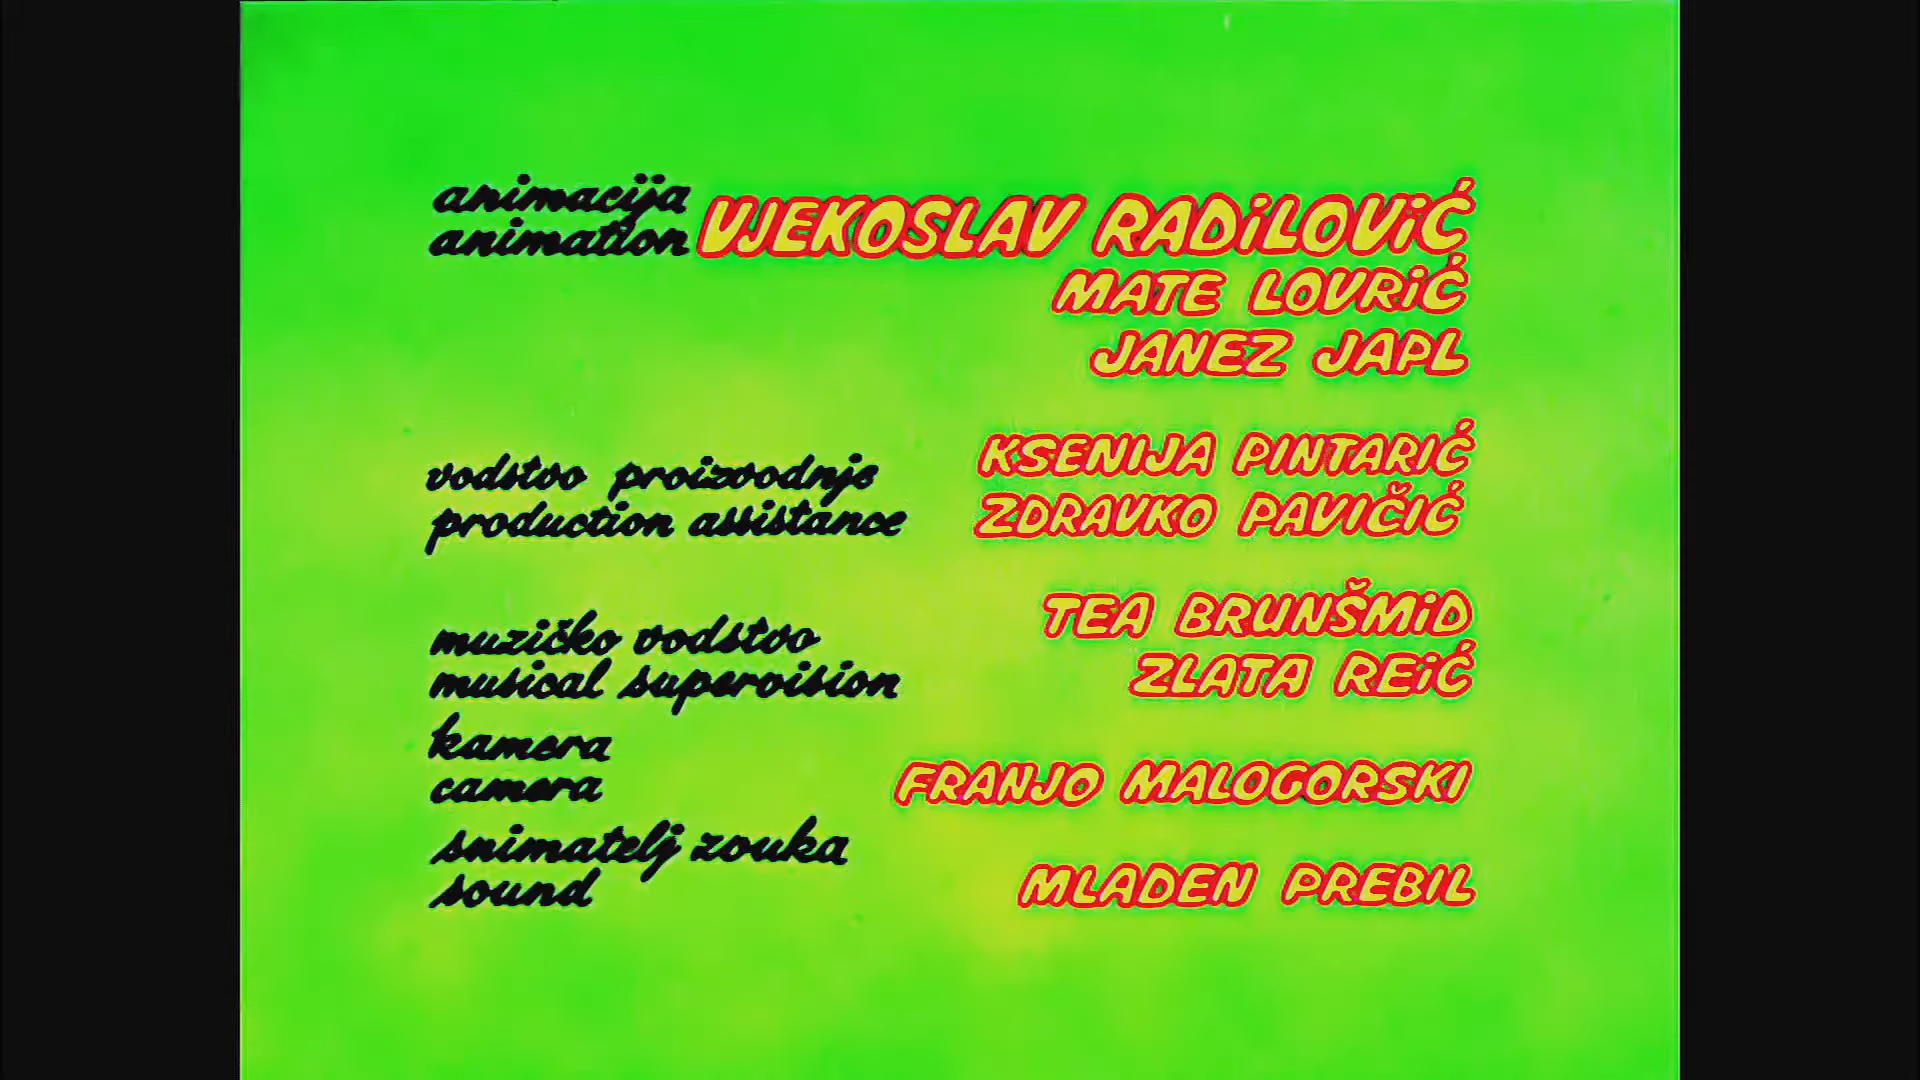 animacija
animation VJEKOSLAV RADiLOViĆ
MATE LOVRiĆ
JANEZ JAPL
vodstvo proizvodnje KSENIJA PINTARIĆ
production assistance ZDRAVKO PAVIČIĆ
muzičko vodstvo TEA BRUNŠMiD
musical supervision ZLATA REiĆ
kamera
camera FRANJO MALOGORSKI
snimatelj zvuka
sound MLADEN PREBIL